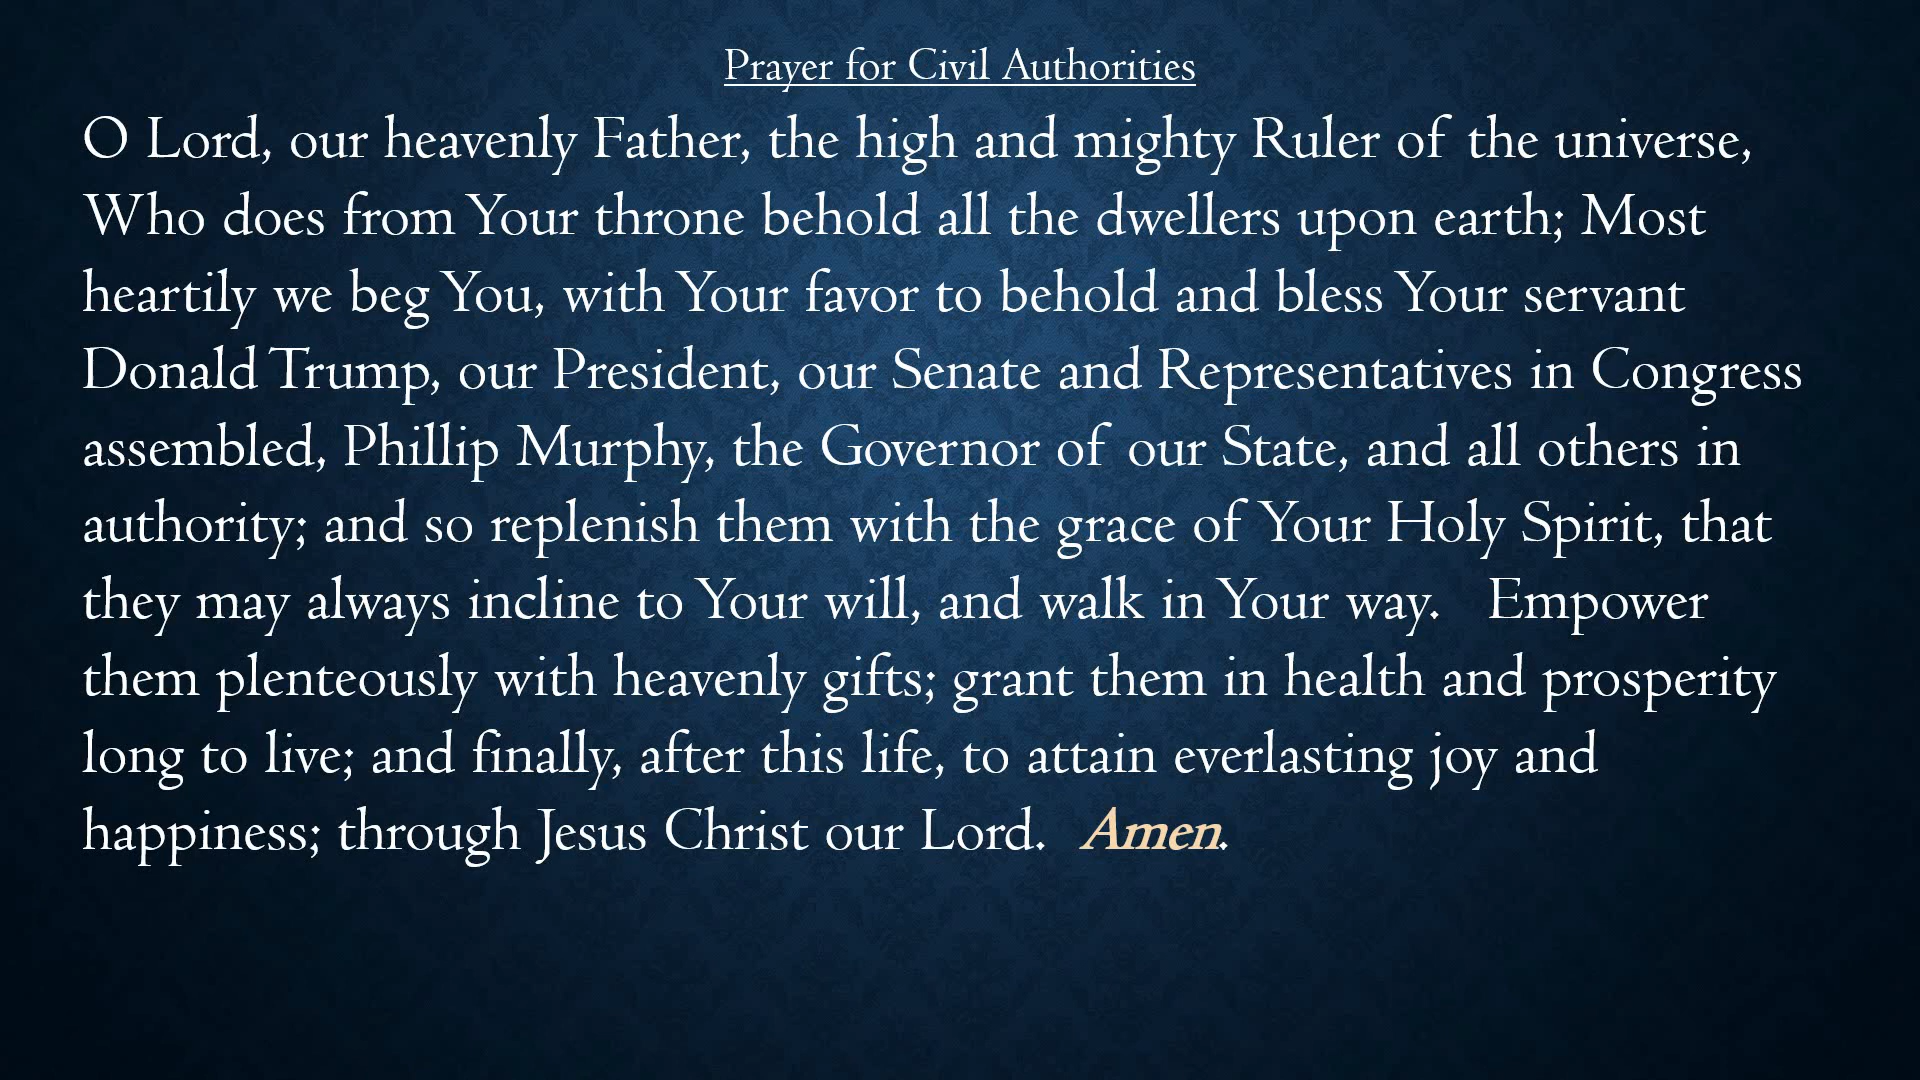 Prayer for Civil Authorities
O Lord, our heavenly Father, the high and mighty Ruler of the universe,
Who does from Your throne behold all the dwellers upon earth; Most
heartily we beg You, with Your favor to behold and bless Your servant
Donald Trump, our President, our Senate and Representatives in Congress
assembled, Phillip Murphy, the Governor of our State, and all others in
authority; and so replenish them with the grace of Your Holy Spirit, that
they may always incline to Your will, and walk in Your way. Empower
them plenteously with heavenly gifts; grant them in health and prosperity
long to live; and finally, after this life, to attain everlasting joy and
happiness; through Jesus Christ our Lord. Amen.